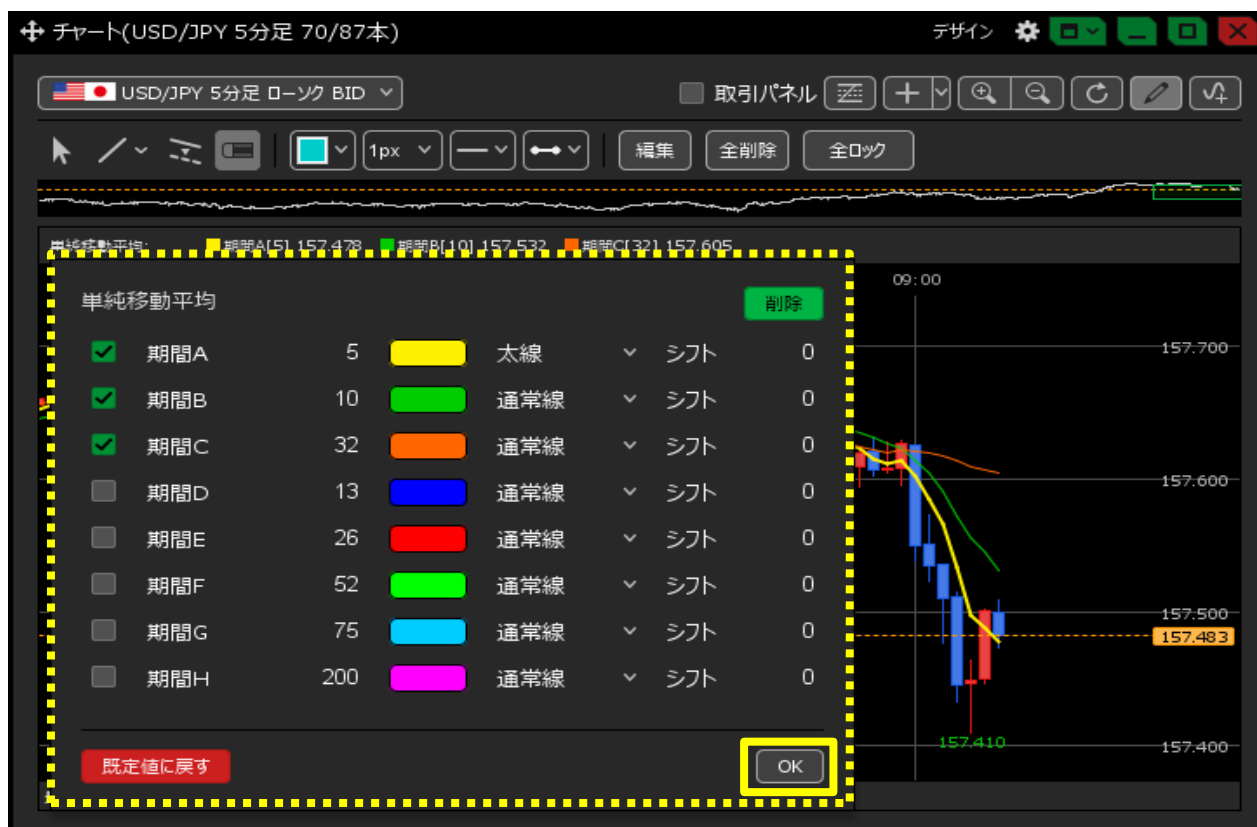 チャート(USD/JPY 5分足 70/87本) デザイン
USD/JPY 5分足 ローソク BID 取引パネル
1px 編集 全削除 全ロック
単純移動平均: 期間A[5] 157.478 期間B[10] 157.532 期間C[32] 157.605
09:00
単純移動平均 削除
期間A 5 太線 シフト 0
157.700
期間B 10 通常線 シフト 0
期間C 32 通常線 シフト 0
157.600
期間D 13 通常線 シフト 0
期間E 26 通常線 シフト 0
期間F 52 通常線 シフト 0
157.500
期間G 75 通常線 シフト 0
157.483
期間H 200 通常線 シフト 0
157.410
157.400
既定値に戻す OK